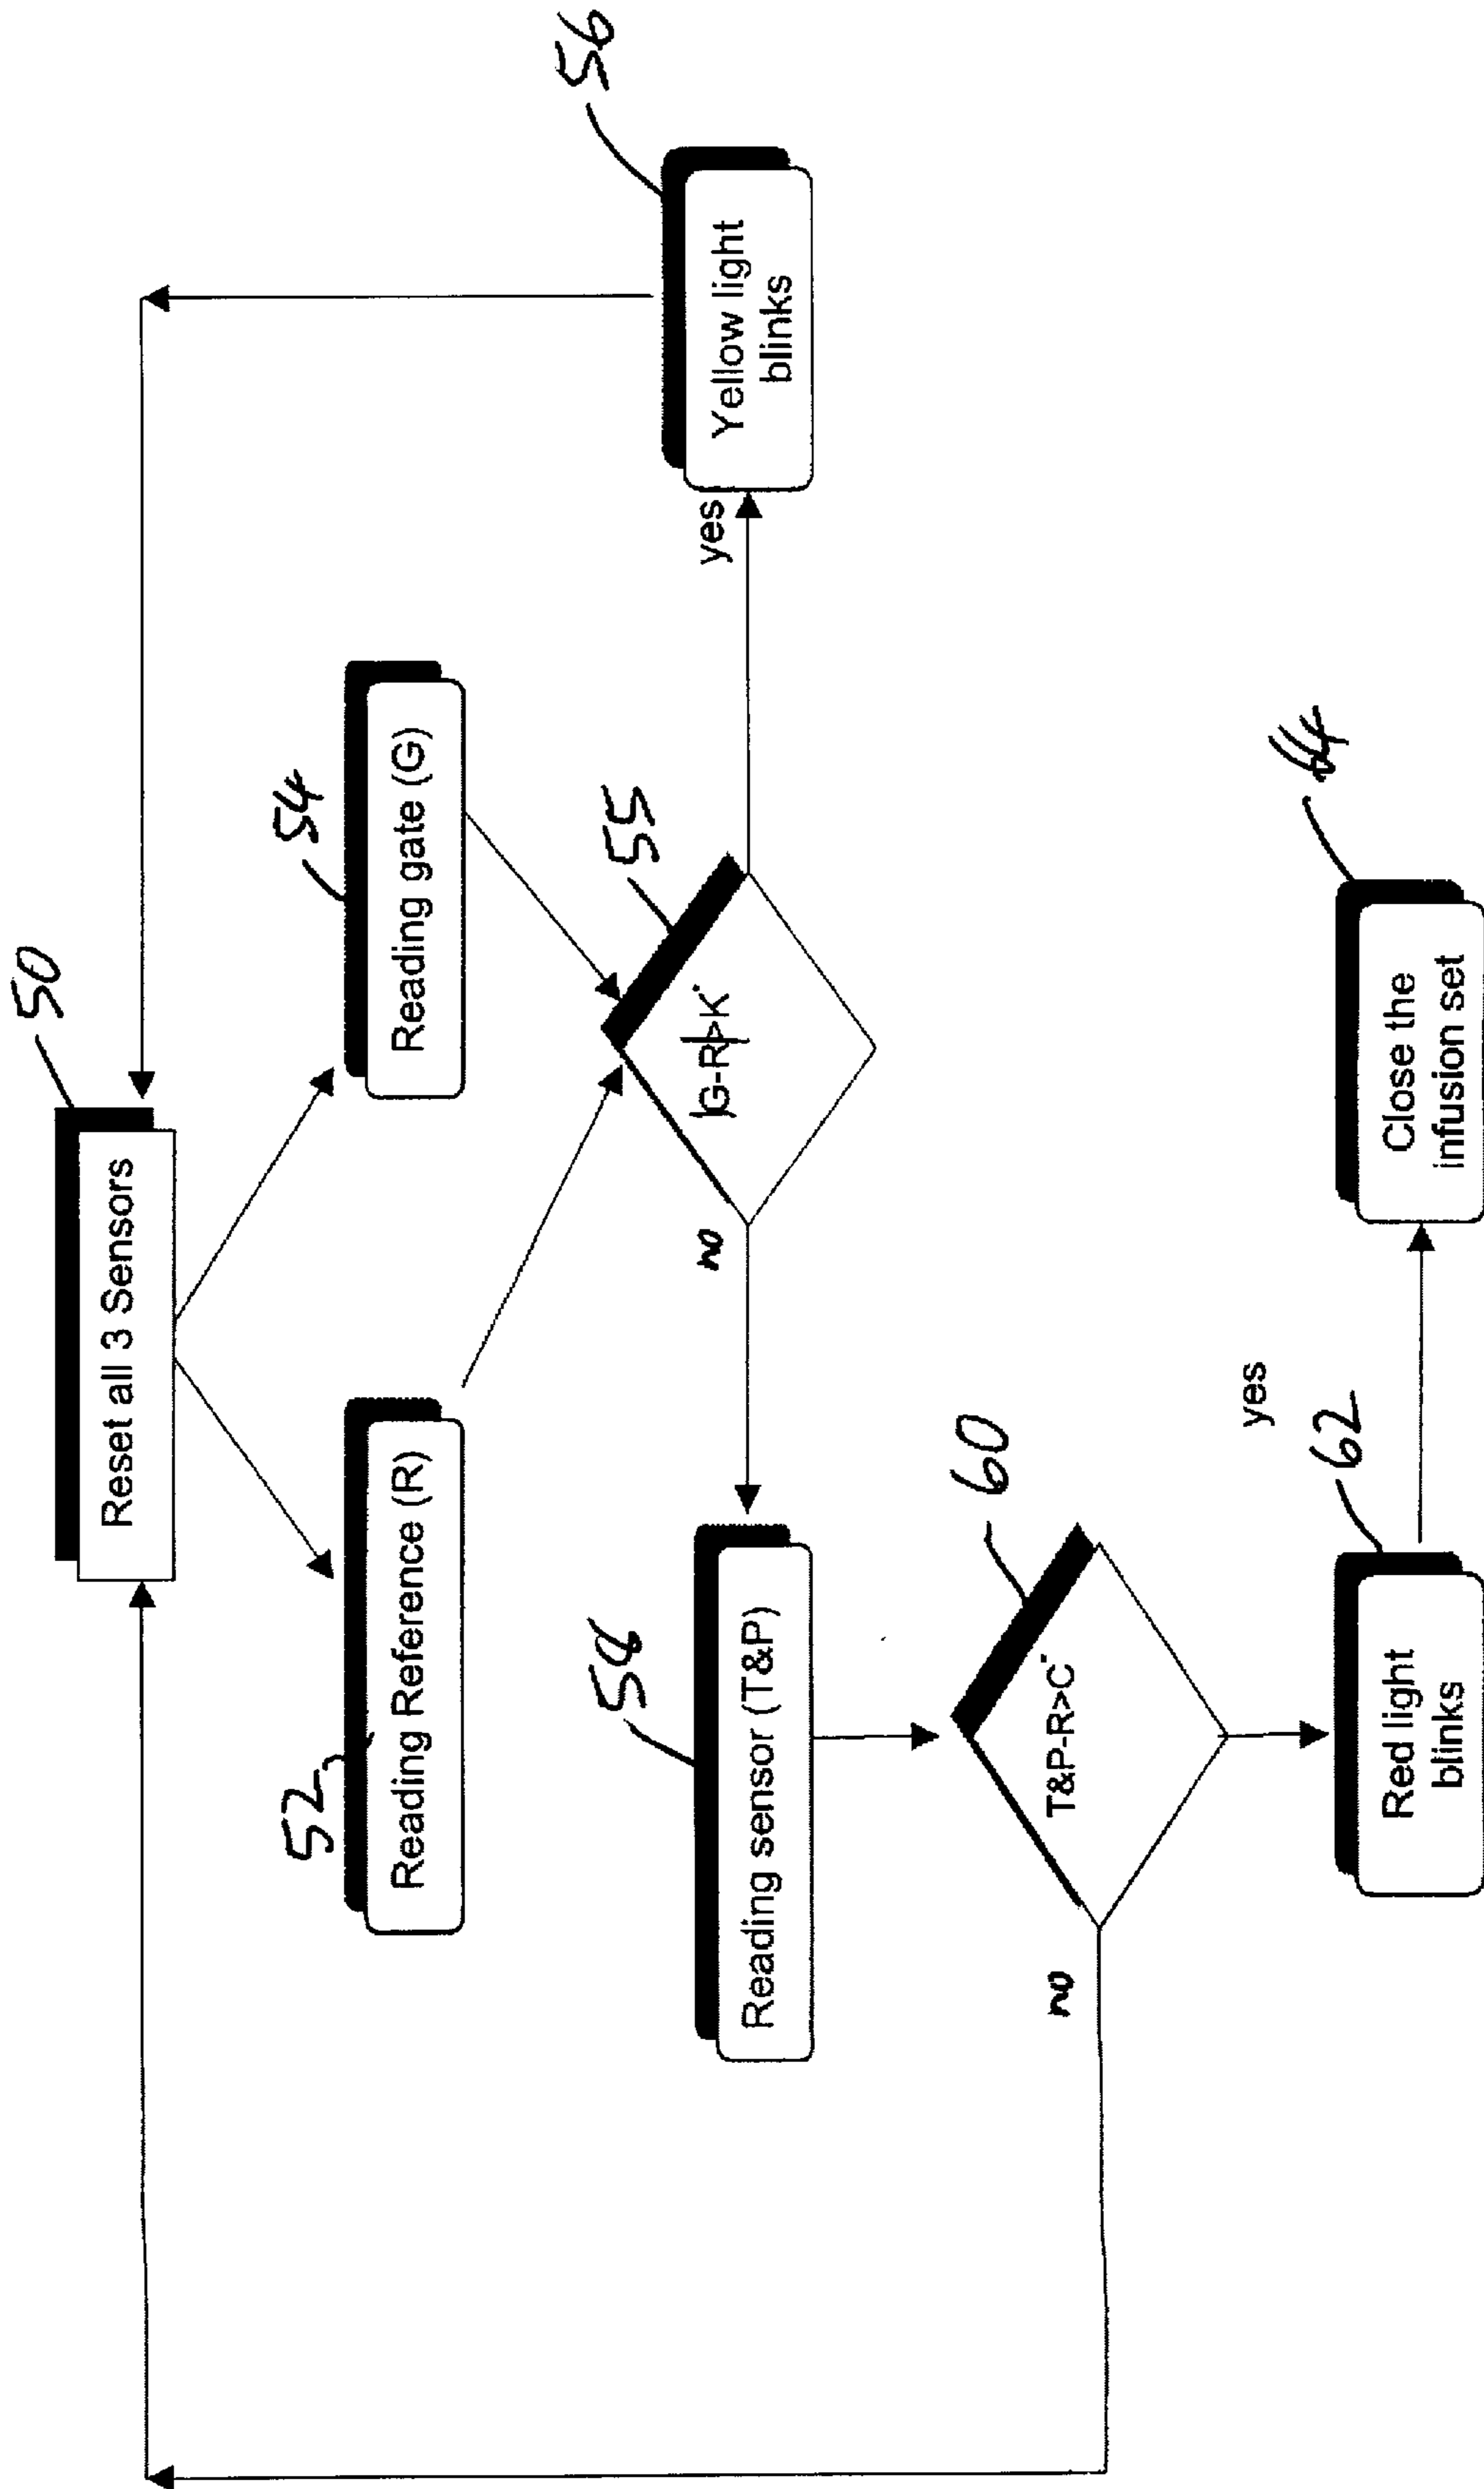 50
Reset all 3 Sensors
52
Reading Reference (R)
54
Reading gate (G)
55
|G-R|>K*
no
yes
56
Yellow light
blinks
Reading sensor (T&P)
60
T&P-R>C*
no
yes
62
Red light
blinks
64
Close the
infusion set